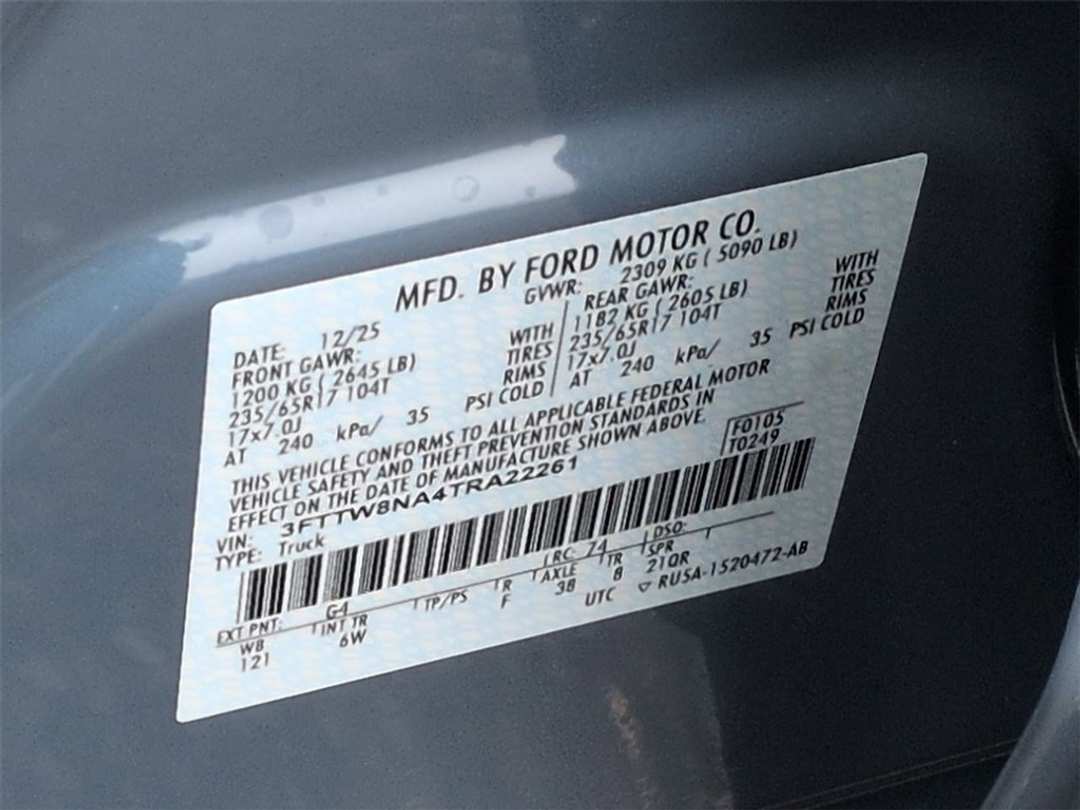 MFD. BY FORD MOTOR CO.
DATE: 12/25
GVWR: 2309 KG ( 5090 LB)
FRONT GAWR:
1200 KG ( 2645 LB)
235/65R17 104T
17x7.0J
AT 240 kPa/ 35 PSI COLD
WITH
TIRES
RIMS
REAR GAWR:
1182 KG ( 2605 LB)
235/65R17 104T
17x7.0J
AT 240 kPa/ 35 PSI COLD
WITH
TIRES
RIMS
THIS VEHICLE CONFORMS TO ALL APPLICABLE FEDERAL MOTOR
VEHICLE SAFETY AND THEFT PREVENTION STANDARDS IN
EFFECT ON THE DATE OF MANUFACTURE SHOWN ABOVE.
F0105
T0249
VIN: 3FTTW8NA4TRA22261
TYPE: Truck
EXT PNT: G4 RC: 74 DSO:
WB INT TR TP/PS R AXLE TR SPR
121 6W F 38 8 21QR
UTC ▽ RU5A-1520472-AB